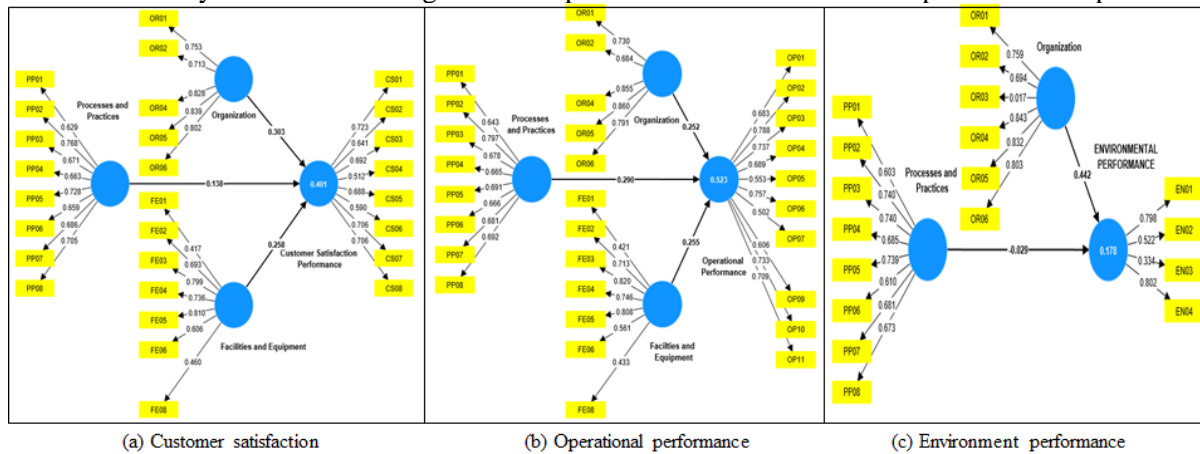 OR01
0.753
OR02
0.713
OR04
0.828
0.839
OR05
0.802
OR06
Organization
PP01
PP02
PP03
PP04
PP05
PP06
PP07
PP08
Processes and
Practices
0.629
0.768
0.671
0.663
0.728
0.659
0.686
0.705
0.303
0.138
0.258
0.401
Customer Satisfaction
Performance
CS01
CS02
CS03
CS04
CS05
CS06
CS07
CS08
0.723
0.641
0.692
0.512
0.688
0.590
0.706
0.706
FE01
FE02
FE03
FE04
FE05
FE06
FE08
0.417
0.693
0.799
0.736
0.810
0.606
0.460
Facilities and Equipment
(a) Customer satisfaction
OR01
0.730
OR02
0.684
OR04
0.855
0.860
OR05
0.791
OR06
Organization
PP01
PP02
PP03
PP04
PP05
PP06
PP07
PP08
Processes and
Practices
0.643
0.797
0.678
0.665
0.691
0.666
0.681
0.692
0.252
0.290
0.255
0.523
Operational
Performance
OP01
OP02
OP03
OP04
OP05
OP06
OP07
OP09
OP10
OP11
0.683
0.788
0.737
0.689
0.553
0.757
0.502
0.606
0.733
0.709
FE01
FE02
FE03
FE04
FE05
FE06
FE08
0.421
0.713
0.820
0.746
0.808
0.561
0.433
Facilties and
Equipment
(b) Operational performance
OR01
OR02
OR03
OR04
OR05
OR06
0.759
0.694
0.017
0.843
0.832
0.803
Organization
PP01
PP02
PP03
PP04
PP05
PP06
PP07
PP08
Processes and
Practices
0.603
0.740
0.740
0.685
0.739
0.610
0.681
0.673
0.442
-0.029
0.178
ENVIRONMENTAL
PERFORMANCE
EN01
EN02
EN03
EN04
0.798
0.522
0.334
0.802
(c) Environment performance